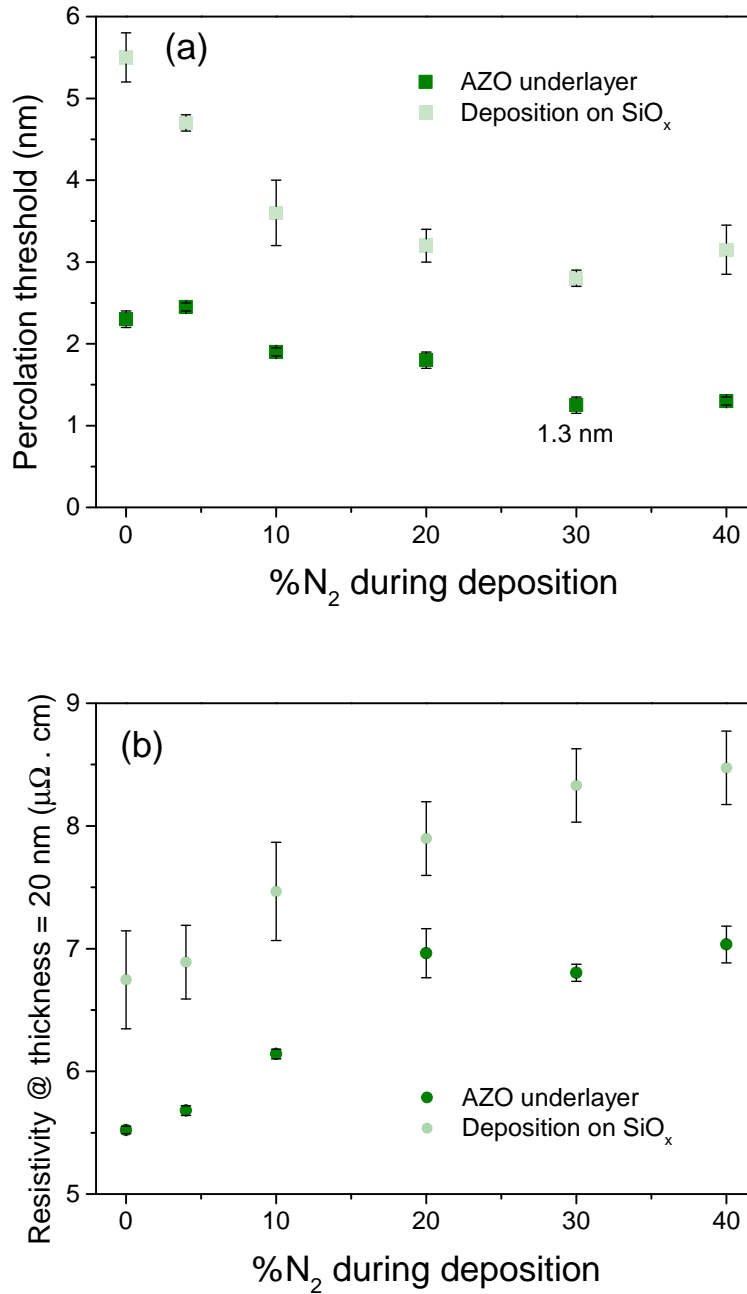 (a)
6
5
4
3
2
1
0
Percolation threshold (nm)
AZO underlayer
Deposition on SiOₓ
1.3 nm
0 10 20 30 40
%N₂ during deposition
(b)
9
8
7
6
5
Resistivity @ thickness = 20 nm (µΩ . cm)
AZO underlayer
Deposition on SiOₓ
0 10 20 30 40
%N₂ during deposition